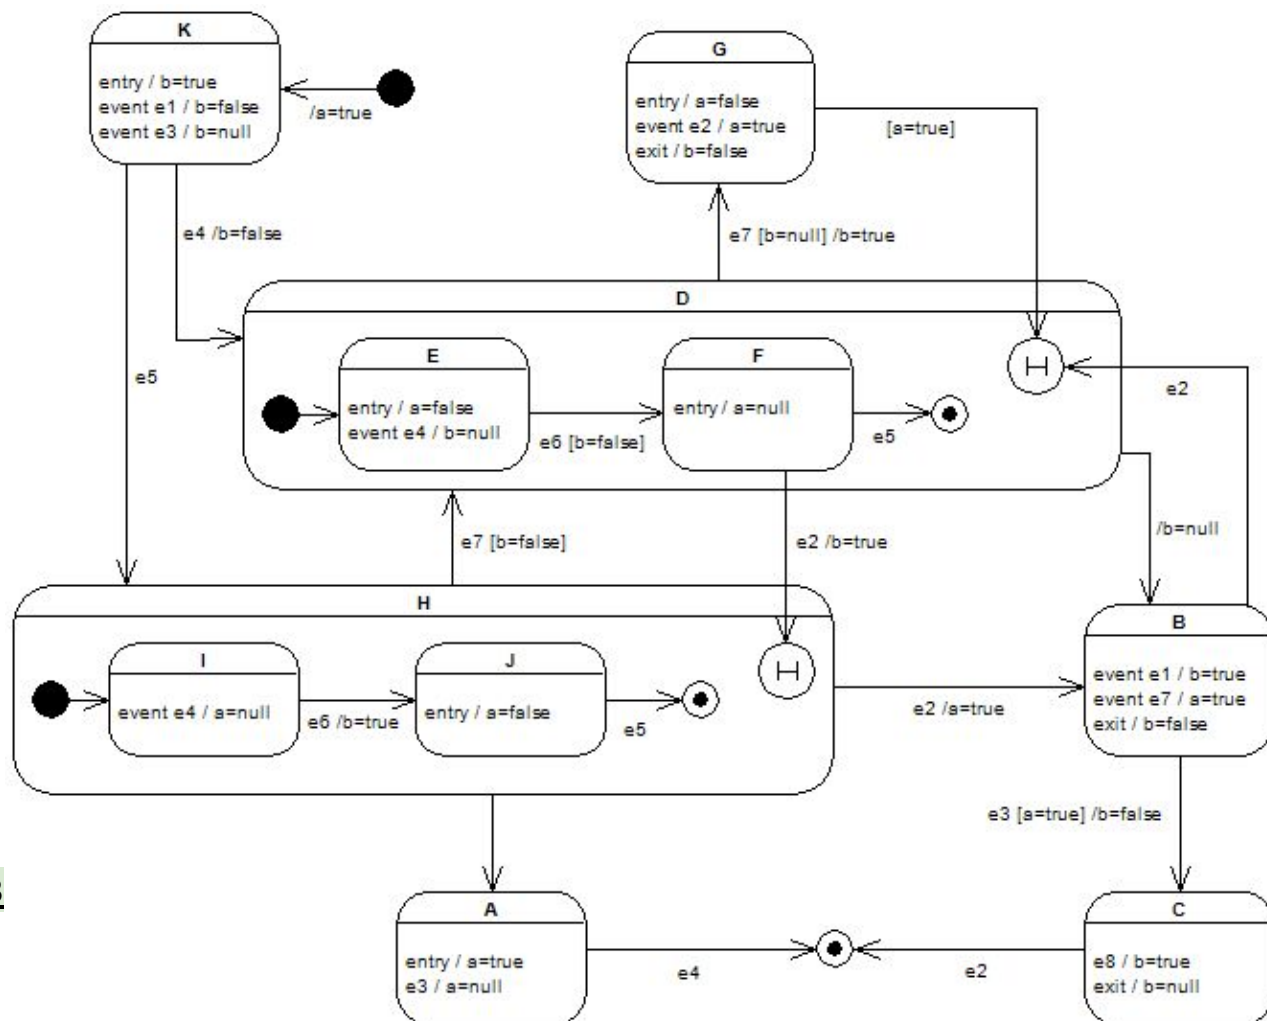 K
entry / b=true
event e1 / b=false
event e3 / b=null
/a=true
G
entry / a=false
event e2 / a=true
exit / b=false
[a=true]
e4 /b=false
e7 [b=null] /b=true
D
e5
E
entry / a=false
event e4 / b=null
e6 [b=false]
F
entry / a=null
e5
H
e2
e7 [b=false]
e2 /b=true
/b=null
H
I
event e4 / a=null
e6 /b=true
J
entry / a=false
e5
H
e2 /a=true
B
event e1 / b=true
event e7 / a=true
exit / b=false
e3 [a=true] /b=false
A
entry / a=true
e3 / a=null
e4
C
e8 / b=true
exit / b=null
e2